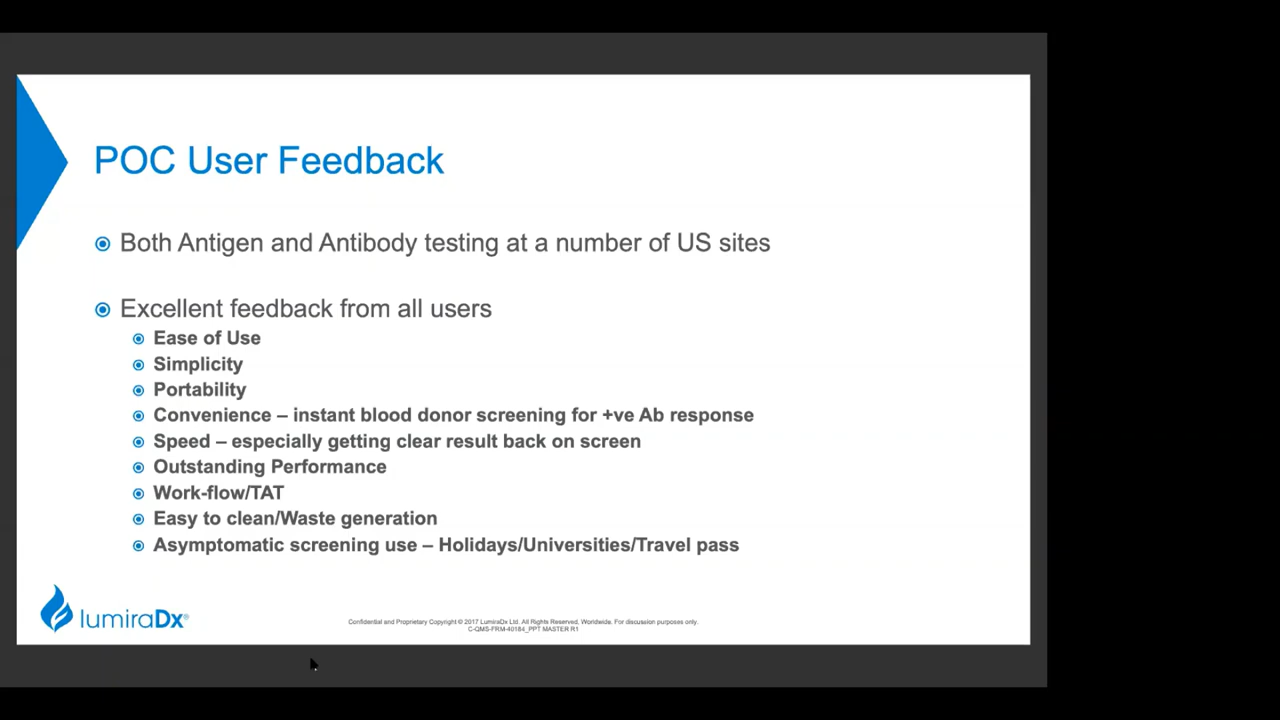 POC User Feedback
Both Antigen and Antibody testing at a number of US sites
Excellent feedback from all users
Ease of Use
Simplicity
Portability
Convenience – instant blood donor screening for +ve Ab response
Speed – especially getting clear result back on screen
Outstanding Performance
Work-flow/TAT
Easy to clean/Waste generation
Asymptomatic screening use – Holidays/Universities/Travel pass
lumiraDx®
Confidential and Proprietary Copyright © 2017 LumiraDx Ltd. All Rights Reserved, Worldwide. For discussion purposes only.
C-QMS-FRM-40184_PPT MASTER R1